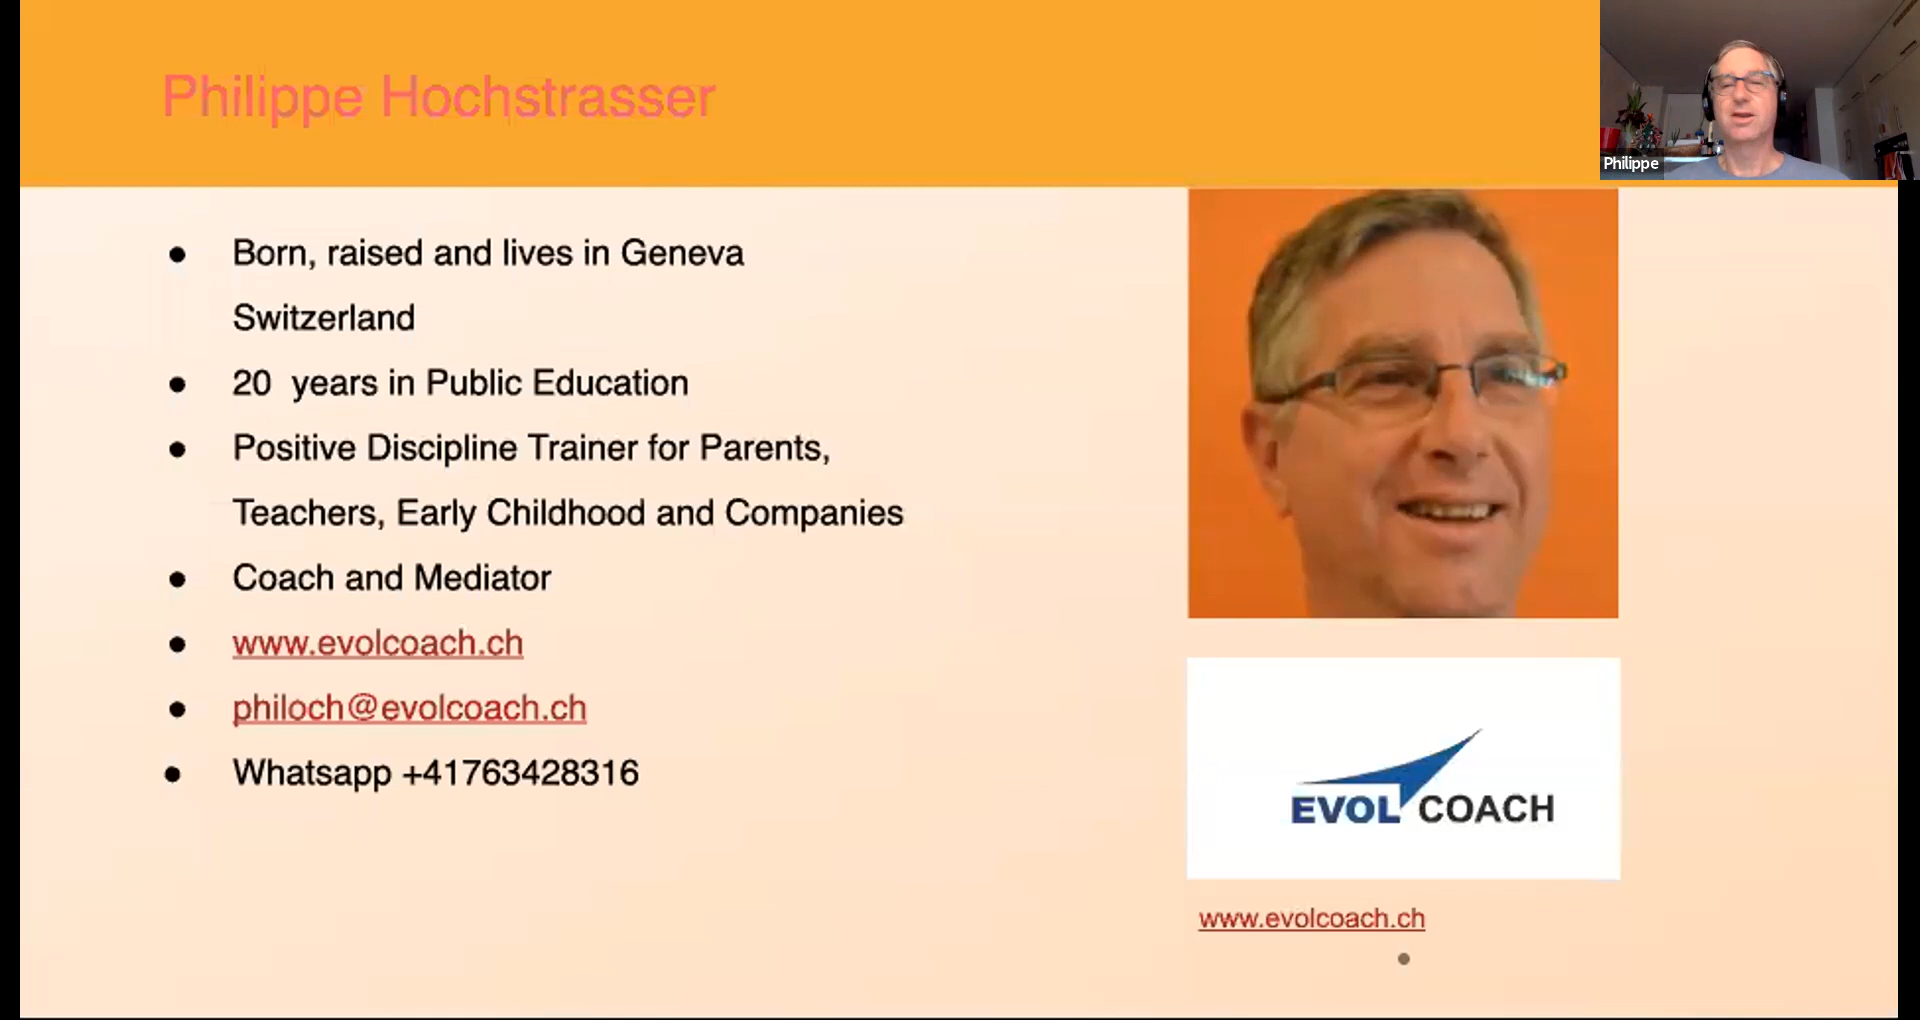 Philippe Hochstrasser
Philippe
Born, raised and lives in Geneva
Switzerland
20  years in Public Education
Positive Discipline Trainer for Parents,
Teachers, Early Childhood and Companies
Coach and Mediator
www.evolcoach.ch
philoch@evolcoach.ch
Whatsapp +41763428316
EVOL COACH
www.evolcoach.ch